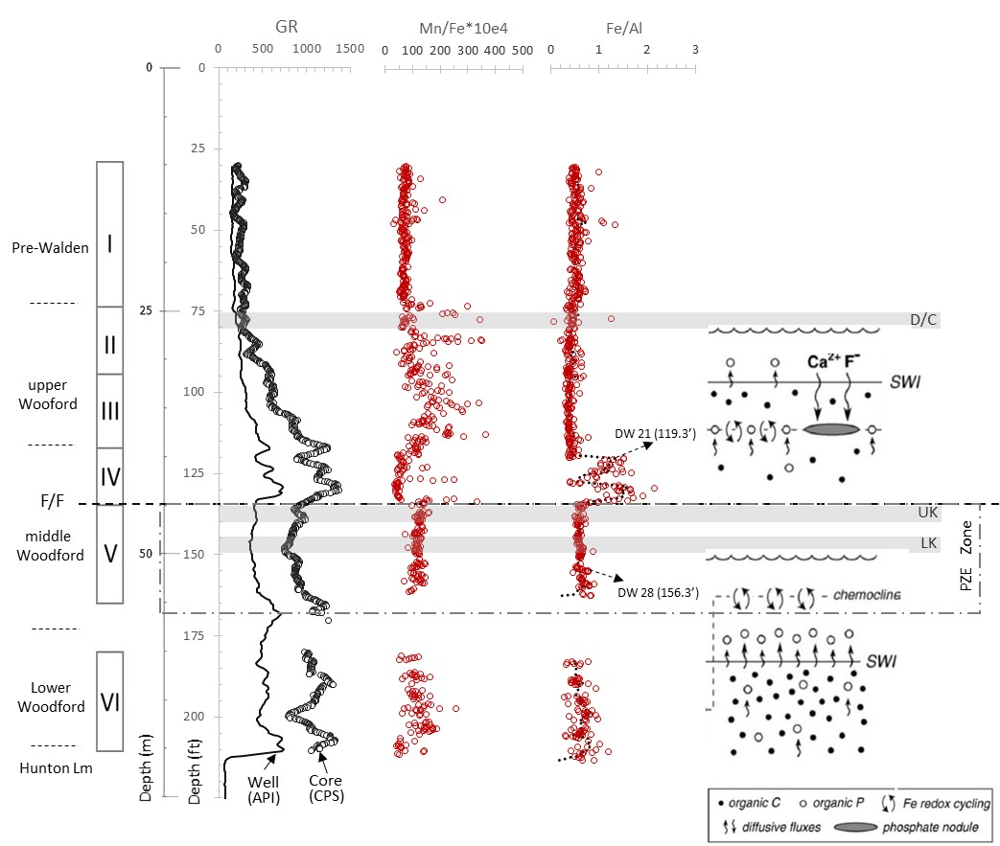 GR
Mn/Fe*10e4
Fe/Al
0 500 1000 1500
0 100 200 300 400 500
0 1 2 3
0
0
25
50
25
75
D/C
100
125
50
150
175
200
Pre-Walden
I
II
upper
Wooford
III
IV
F/F
middle
Woodford
V
Lower
Woodford
VI
Hunton Lm
Depth (m)
Depth (ft)
Well
(API)
Core
(CPS)
DW 21 (119.3’)
DW 28 (156.3’)
UK
LK
PZE Zone
Ca2+ F-
SWI
chemocline
SWI
organic C
organic P
Fe redox cycling
diffusive fluxes
phosphate nodule